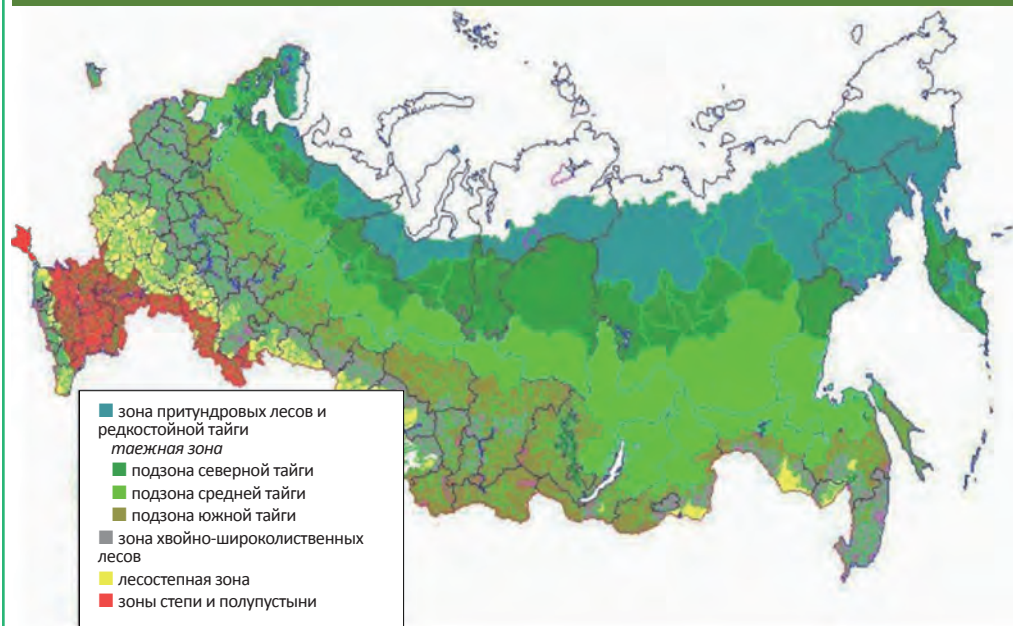 зона притундровых лесов и
редкостойной тайги
таежная зона
подзона северной тайги
подзона средней тайги
подзона южной тайги
зона хвойно-широколиственных
лесов
лесостепная зона
зоны степи и полупустыни